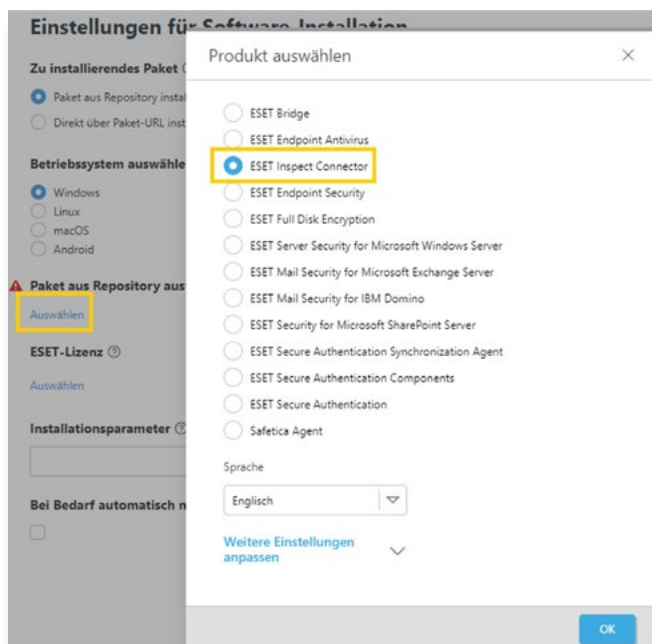 Einstellungen für Software-Installation
Produkt auswählen
Zu installierendes Paket
Paket aus Repository instal
Direkt über Paket-URL inst
Betriebssystem auswähle
Windows
Linux
macOS
Android
Paket aus Repository aus
Auswählen
ESET-Lizenz
Auswählen
Installationsparameter
Bei Bedarf automatisch n
ESET Bridge
ESET Endpoint Antivirus
ESET Inspect Connector
ESET Endpoint Security
ESET Full Disk Encryption
ESET Server Security for Microsoft Windows Server
ESET Mail Security for Microsoft Exchange Server
ESET Mail Security for IBM Domino
ESET Security for Microsoft SharePoint Server
ESET Secure Authentication Synchronization Agent
ESET Secure Authentication Components
ESET Secure Authentication
Safetica Agent
Sprache
Englisch
Weitere Einstellungen
anpassen
OK